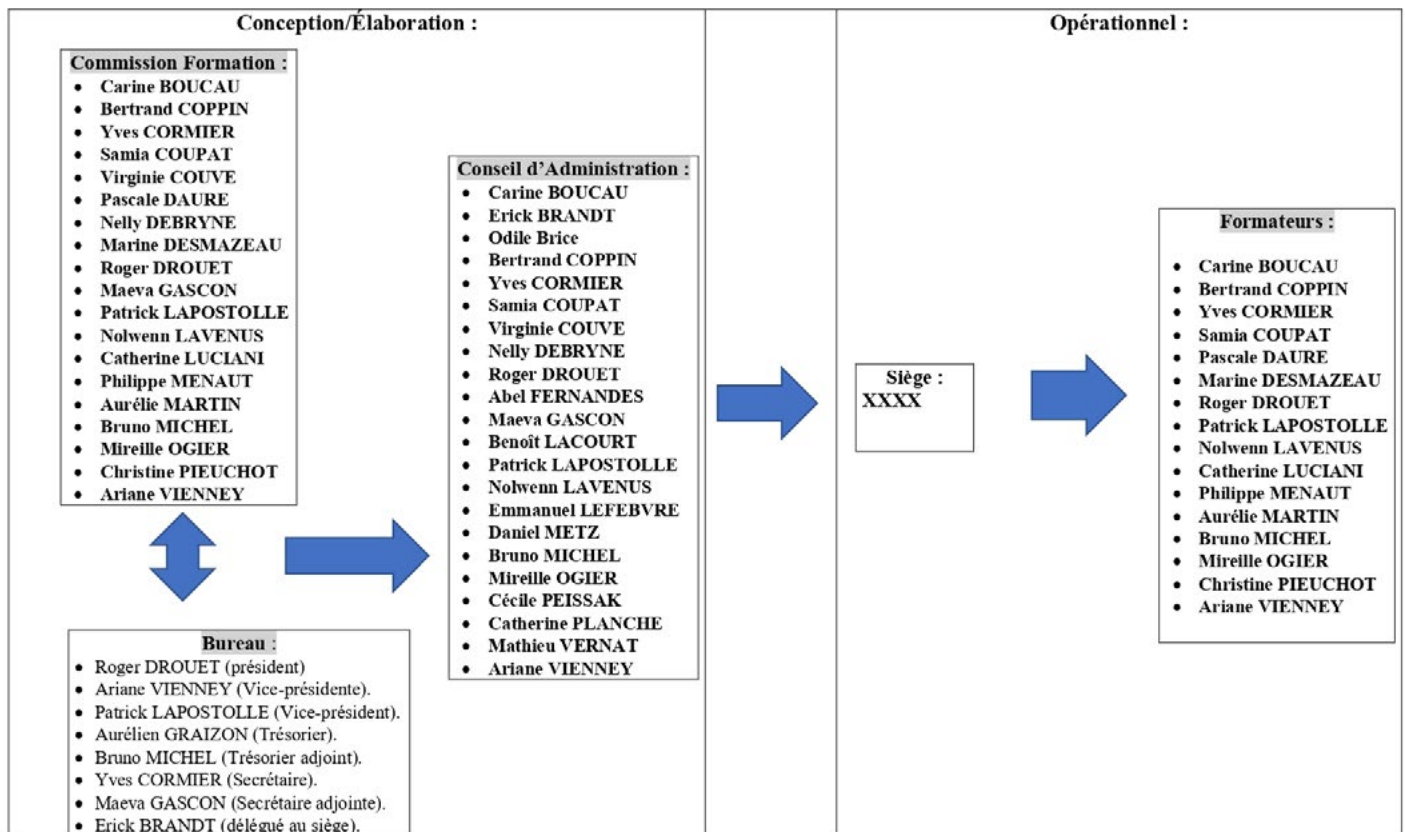 Conception/Élaboration :
Commission Formation :
• Carine BOUCAU
• Bertrand COPPIN
• Yves CORMIER
• Samia COUPAT
• Virginie COUVE
• Pascale DAURE
• Nelly DEBRYNE
• Marine DESMAZEAU
• Roger DROUET
• Maeva GASCON
• Patrick LAPOSTOLLE
• Nolwenn LAVENUS
• Catherine LUCIANI
• Philippe MENAUT
• Aurélie MARTIN
• Bruno MICHEL
• Mireille OGIER
• Christine PIEUCHOT
• Ariane VIENNEY
Bureau :
• Roger DROUET (président)
• Ariane VIENNEY (Vice-présidente).
• Patrick LAPOSTOLLE (Vice-président).
• Aurélien GRAIZON (Trésorier).
• Bruno MICHEL (Trésorier adjoint).
• Yves CORMIER (Secrétaire).
• Maeva GASCON (Secrétaire adjointe).
• Erick BRANDT (délégué au siège).
Conseil d’Administration :
• Carine BOUCAU
• Erick BRANDT
• Odile Brice
• Bertrand COPPIN
• Yves CORMIER
• Samia COUPAT
• Virginie COUVE
• Nelly DEBRYNE
• Roger DROUET
• Abel FERNANDES
• Maeva GASCON
• Benoît LACOURT
• Patrick LAPOSTOLLE
• Nolwenn LAVENUS
• Emmanuel LEFEBVRE
• Daniel METZ
• Bruno MICHEL
• Mireille OGIER
• Cécile PEISSAK
• Catherine PLANCHE
• Mathieu VERNAT
• Ariane VIENNEY
Opérationnel :
Siège :
XXXX
Formateurs :
• Carine BOUCAU
• Bertrand COPPIN
• Yves CORMIER
• Samia COUPAT
• Pascale DAURE
• Marine DESMAZEAU
• Roger DROUET
• Patrick LAPOSTOLLE
• Nolwenn LAVENUS
• Catherine LUCIANI
• Philippe MENAUT
• Aurélie MARTIN
• Bruno MICHEL
• Mireille OGIER
• Christine PIEUCHOT
• Ariane VIENNEY